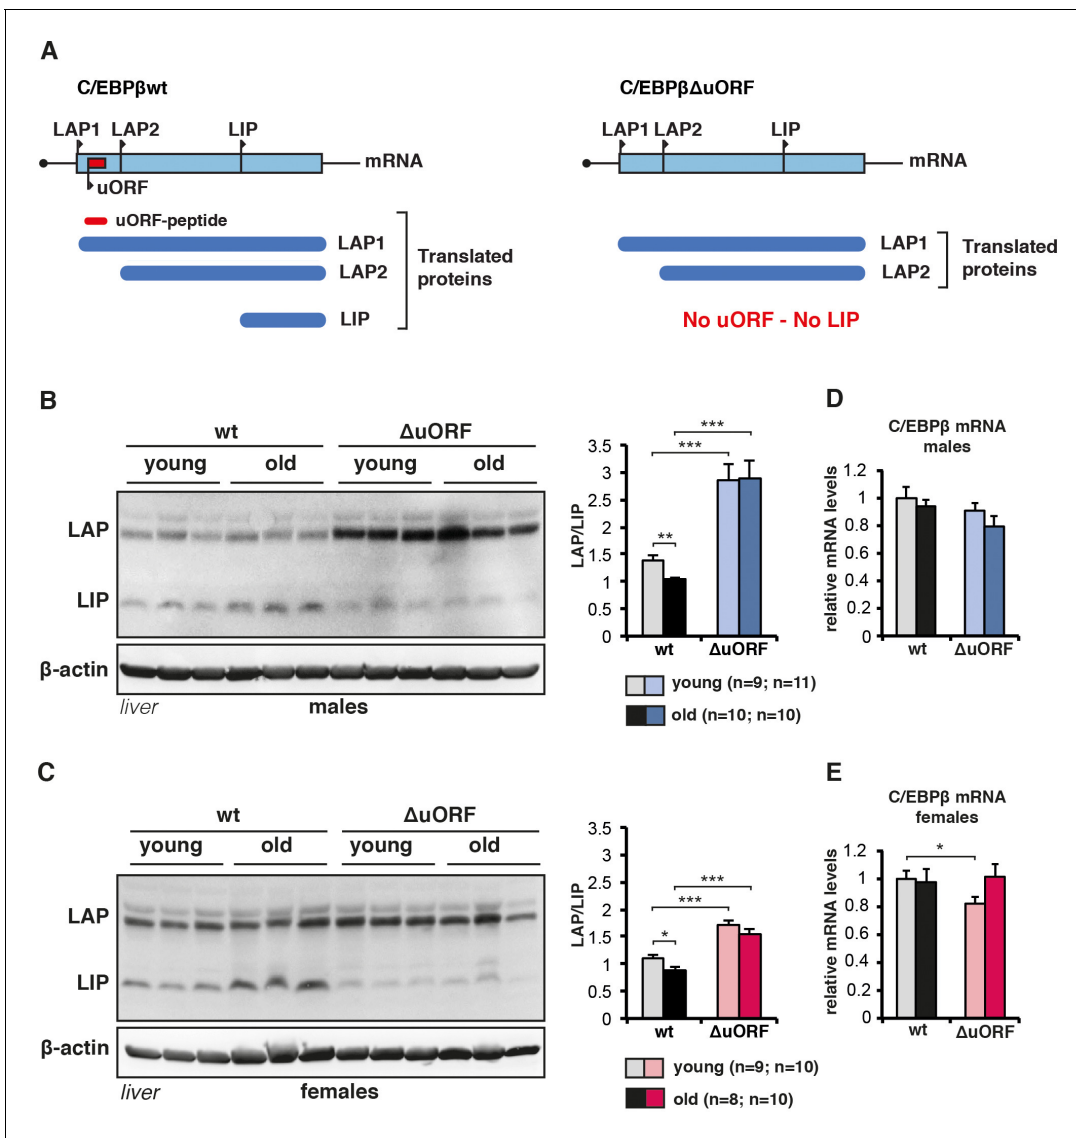 A
C/EBPβwt
LAP1 LAP2 LIP
mRNA
uORF
uORF-peptide
LAP1
LAP2
LIP
Translated
proteins
C/EBPβΔuORF
LAP1 LAP2 LIP
mRNA
LAP1
LAP2
Translated
proteins
No uORF - No LIP
B
wt ΔuORF
young old young old
LAP
LIP
β-actin
liver males
LAP/LIP
3.5
3
2.5
2
1.5
1
0.5
0
***
***
**
wt ΔuORF
young (n=9; n=11)
old (n=10; n=10)
D
C/EBPβ mRNA
males
relative mRNA levels
1.2
1
0.8
0.6
0.4
0.2
0
wt ΔuORF
C
wt ΔuORF
young old young old
LAP
LIP
β-actin
liver females
LAP/LIP
3.5
3
2.5
2
1.5
1
0.5
0
***
***
*
wt ΔuORF
young (n=9; n=10)
old (n=8; n=10)
E
C/EBPβ mRNA
females
relative mRNA levels
1.2
1
0.8
0.6
0.4
0.2
0
*
wt ΔuORF